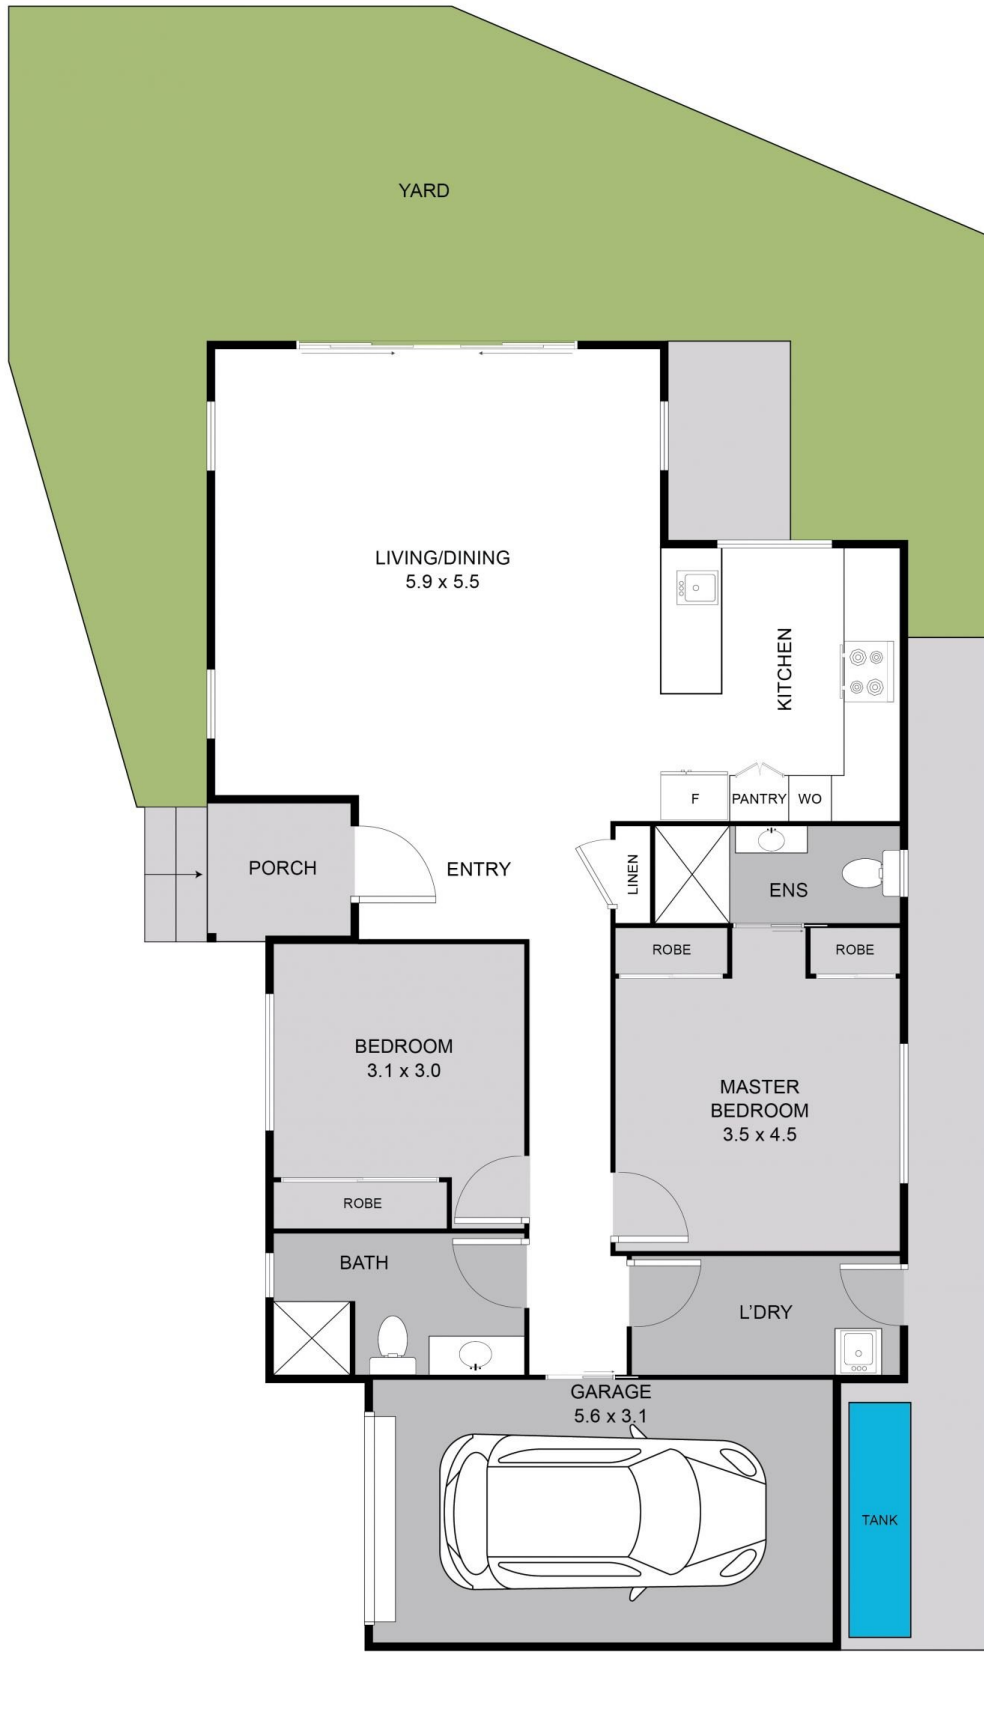 YARD
LIVING/DINING
5.9 x 5.5
KITCHEN
F
PANTRY
WO
PORCH
ENTRY
LINEN
ENS
ROBE
ROBE
BEDROOM
3.1 x 3.0
MASTER
BEDROOM
3.5 x 4.5
ROBE
BATH
L'DRY
GARAGE
5.6 x 3.1
TANK